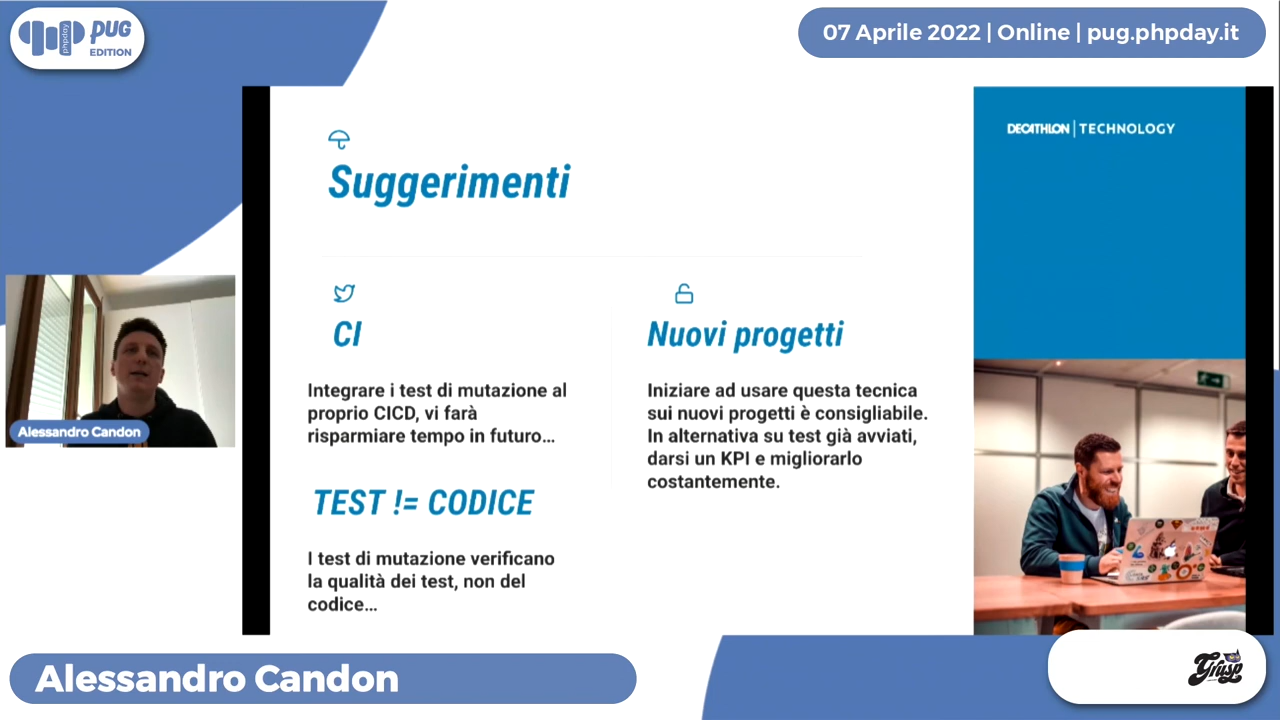 phpday
PUG
EDITION
07 Aprile 2022 | Online | pug.phpday.it
DECATHLON | TECHNOLOGY
Suggerimenti
CI
Integrare i test di mutazione al
proprio CICD, vi farà
risparmiare tempo in futuro...
TEST != CODICE
I test di mutazione verificano
la qualità dei test, non del
codice...
Nuovi progetti
Iniziare ad usare questa tecnica
sui nuovi progetti è consigliabile.
In alternativa su test già avviati,
darsi un KPI e migliorarlo
costantemente.
Alessandro Candon
Alessandro Candon
Grusp